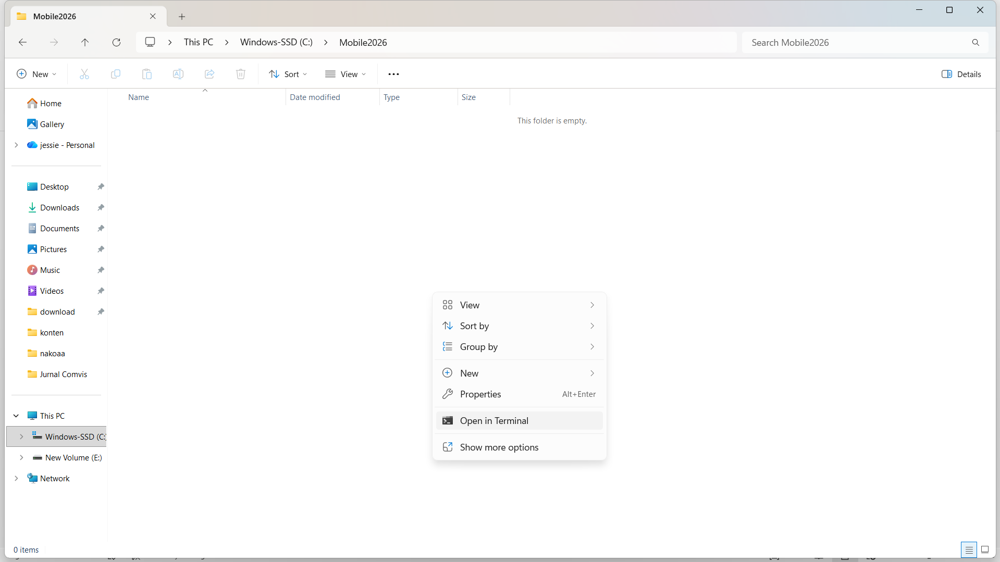 Mobile2026
This PC
Windows-SSD (C:)
Mobile2026
Search Mobile2026
New
Sort
View
Details
Name
Date modified
Type
Size
This folder is empty.
Home
Gallery
jessie - Personal
Desktop
Downloads
Documents
Pictures
Music
Videos
download
konten
nakoaa
Jurnal Comvis
This PC
Windows-SSD (C:)
New Volume (E:)
Network
View
Sort by
Group by
New
Properties Alt+Enter
Open in Terminal
Show more options
0 items